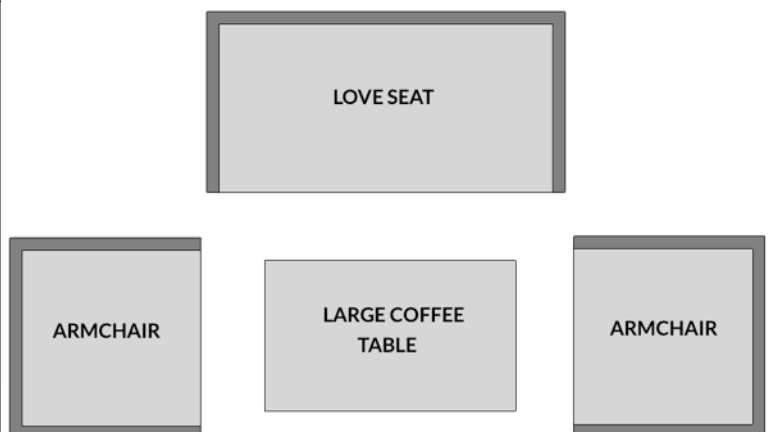 LOVE SEAT
ARMCHAIR
LARGE COFFEE
TABLE
ARMCHAIR